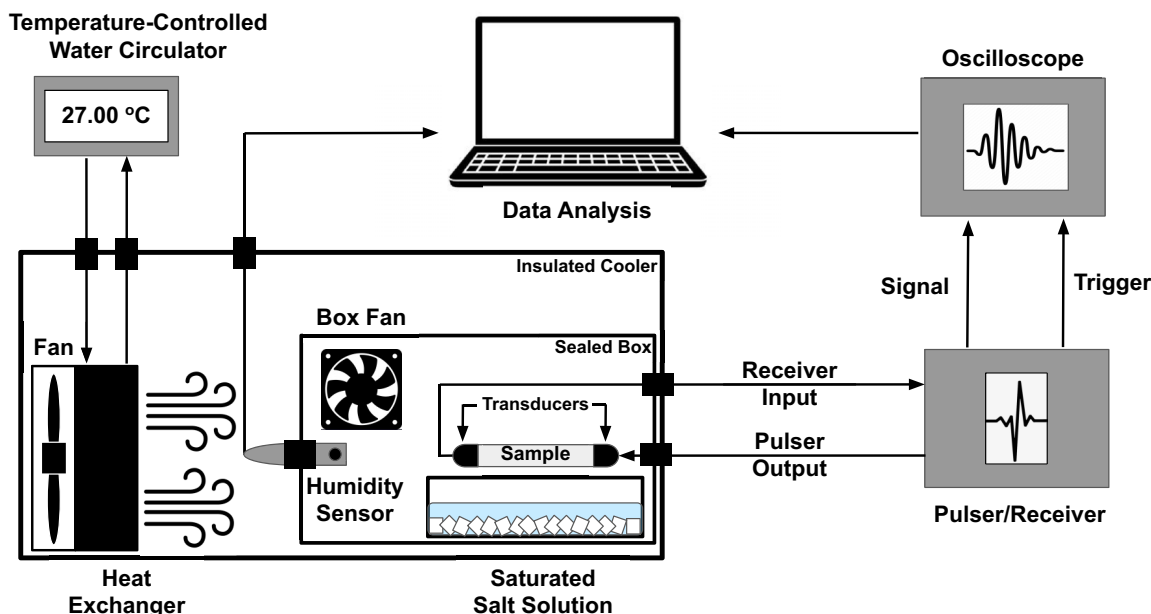 Temperature-Controlled
Water Circulator
27.00 ºC
Data Analysis
Oscilloscope
Signal
Trigger
Insulated Cooler
Fan
Box Fan
Sealed Box
Transducers
Sample
Humidity
Sensor
Receiver
Input
Pulser
Output
Pulser/Receiver
Heat
Exchanger
Saturated
Salt Solution